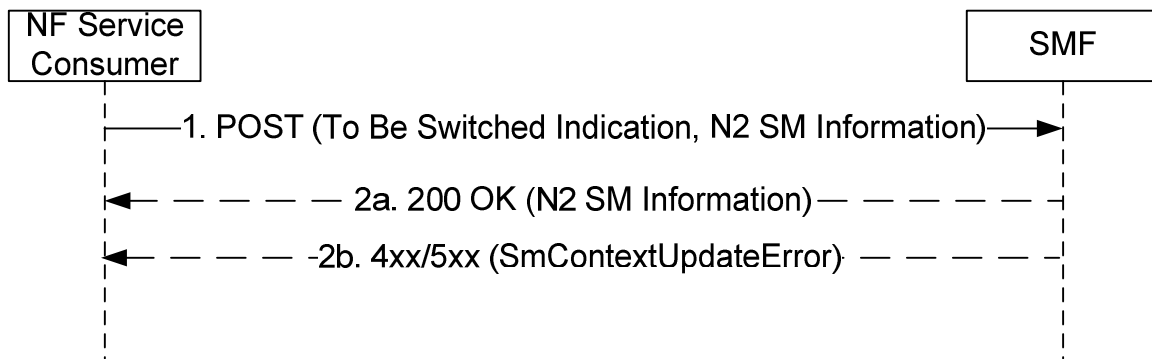 NF Service
Consumer
SMF
1. POST (To Be Switched Indication, N2 SM Information)
2a. 200 OK (N2 SM Information)
2b. 4xx/5xx (SmContextUpdateError)